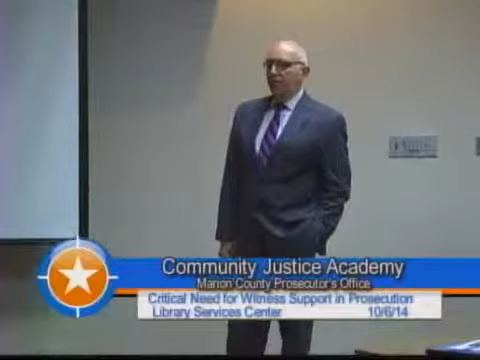 Community Justice Academy
Marion County Prosecutor's Office
Critical Need for Witness Support in Prosecution
Library Services Center 10/6/14